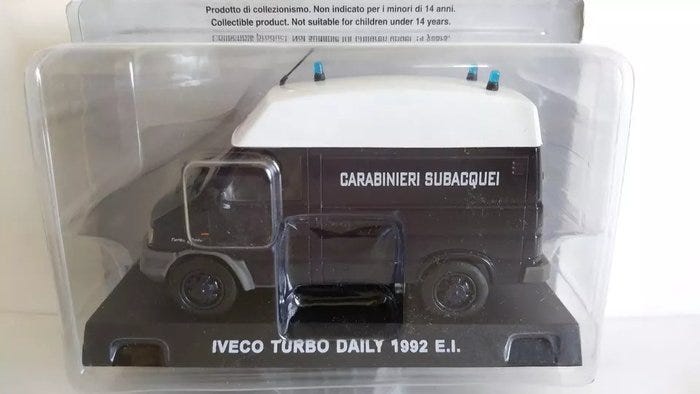 Prodotto di collezionismo. Non indicato per i minori di 14 anni.
Collectible product. Not suitable for children under 14 years.
CARABINIERI SUBACQUEI
IVECO TURBO DAILY 1992 E.I.